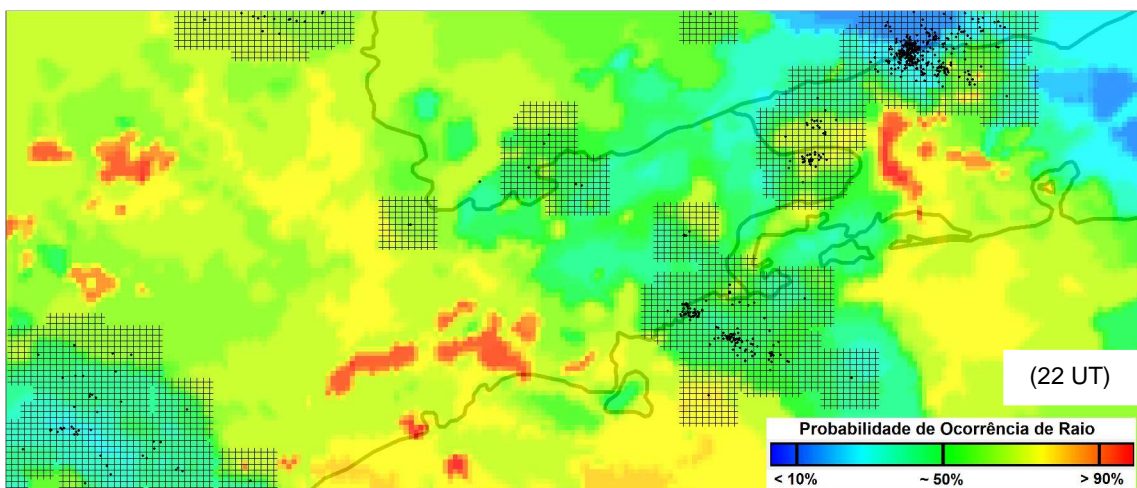 (22 UT)
Probabilidade de Ocorrência de Raio
< 10% ~ 50% > 90%